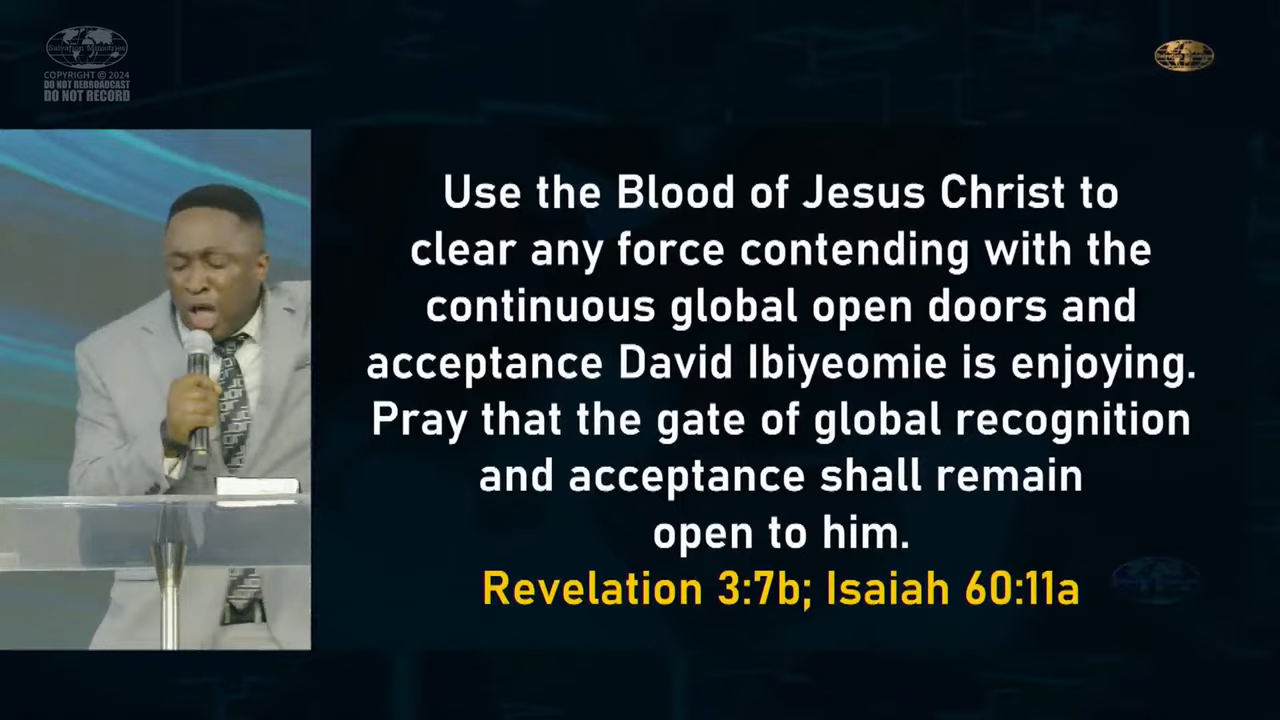 Salvation Ministries
COPYRIGHT © 2024
DO NOT REBROADCAST
DO NOT RECORD
Use the Blood of Jesus Christ to
clear any force contending with the
continuous global open doors and
acceptance David Ibiyeomie is enjoying.
Pray that the gate of global recognition
and acceptance shall remain
open to him.
Revelation 3:7b; Isaiah 60:11a